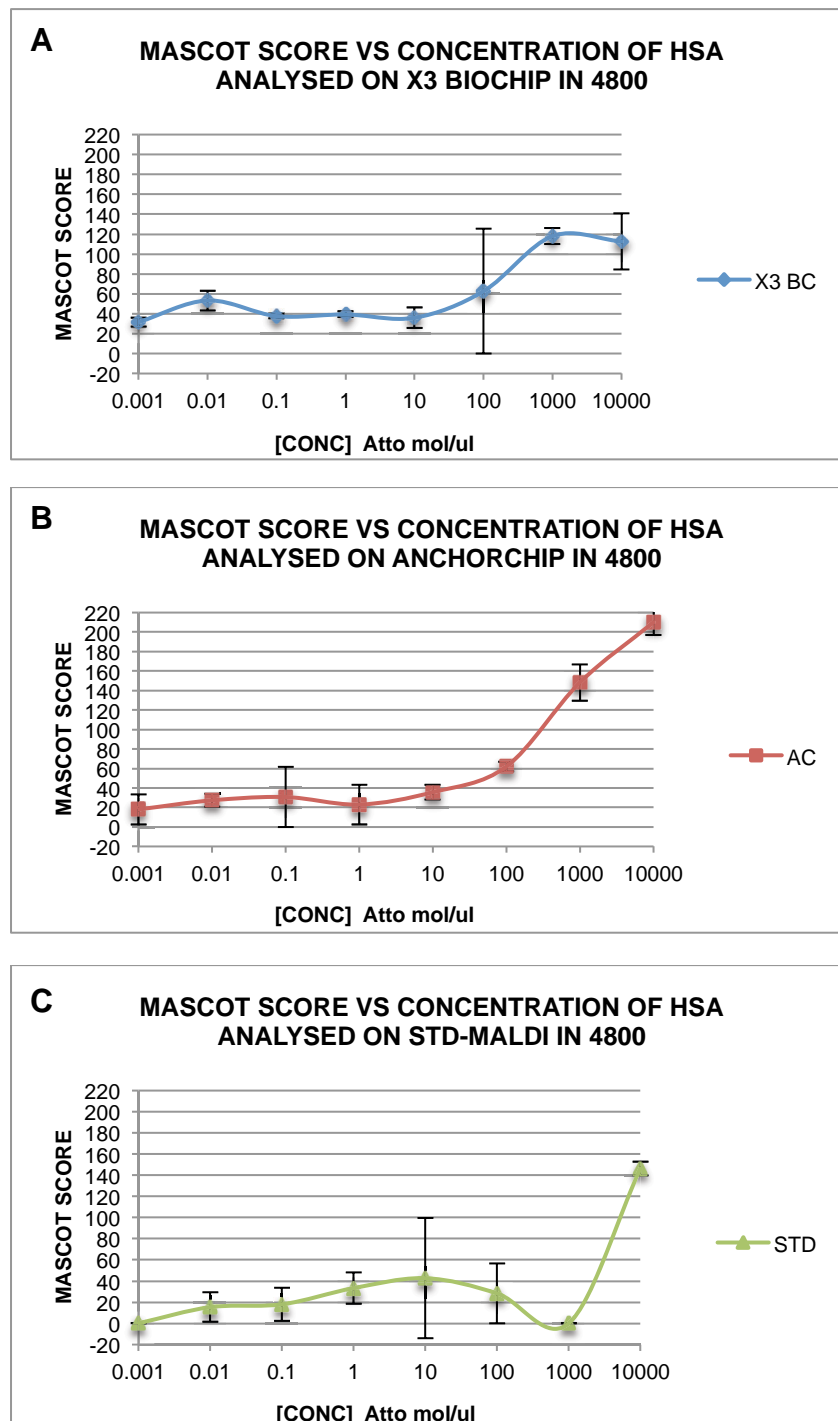 A
MASCOT SCORE VS CONCENTRATION OF HSA
ANALYSED ON X3 BIOCHIP IN 4800
MASCOT SCORE
220
200
180
160
140
120
100
80
60
40
20
0
-20
0.001 0.01 0.1 1 10 100 1000 10000
[CONC] Atto mol/ul
X3 BC
B
MASCOT SCORE VS CONCENTRATION OF HSA
ANALYSED ON ANCHORCHIP IN 4800
MASCOT SCORE
220
200
180
160
140
120
100
80
60
40
20
0
-20
0.001 0.01 0.1 1 10 100 1000 10000
[CONC] Atto mol/ul
AC
C
MASCOT SCORE VS CONCENTRATION OF HSA
ANALYSED ON STD-MALDI IN 4800
MASCOT SCORE
220
200
180
160
140
120
100
80
60
40
20
0
-20
0.001 0.01 0.1 1 10 100 1000 10000
[CONC] Atto mol/ul
STD